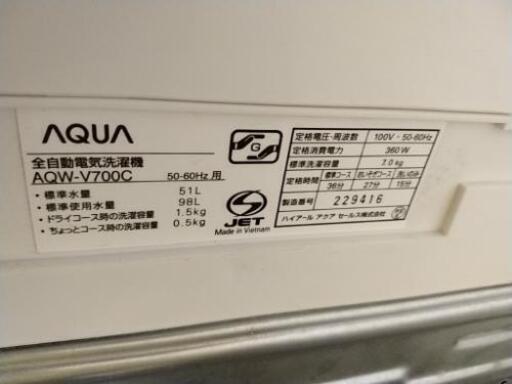 AQUA
全自動電気洗濯機
AQW-V700C 50-60Hz 用
・標準水量 51L
・標準使用水量 98L
・ドライコース時の洗濯容量 1.5kg
・ちょっとコース時の洗濯容量 0.5kg
G
S
JET
Made in Vietnam
定格電圧・周波数 100V・50-60Hz
定格消費電力 360W
標準洗濯容量 7.0kg
定格時間 標準コース 洗いのみ
36分 27分 15分
製造番号 229416
ハイアール アクア セールス株式会社